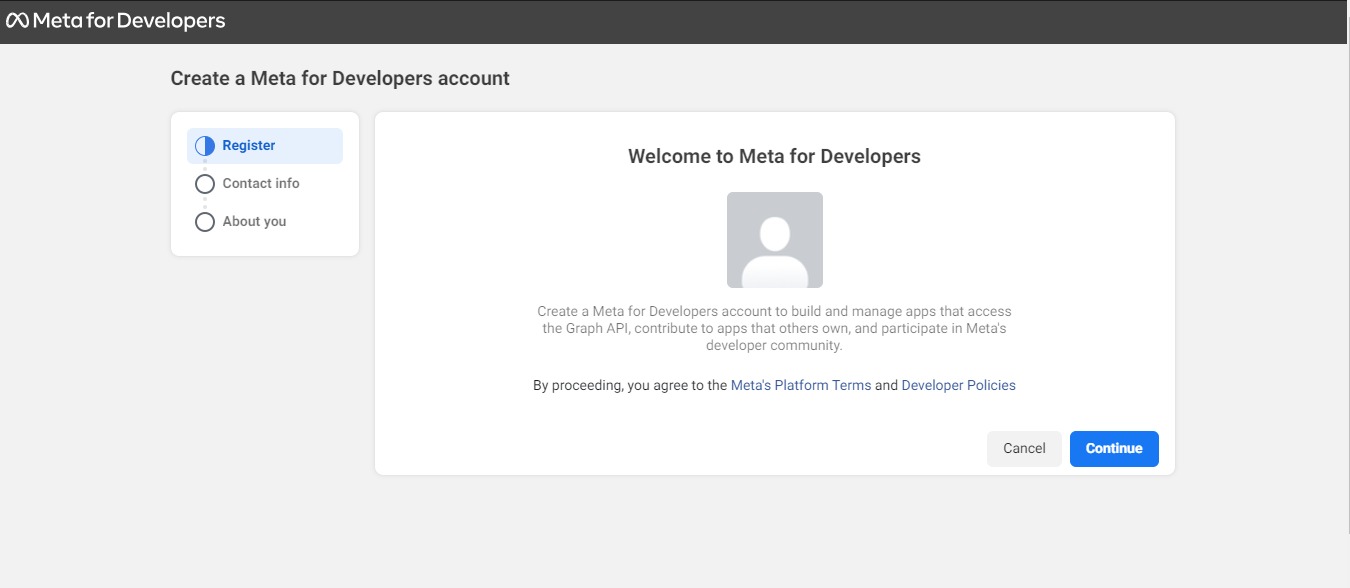 Meta for Developers
Create a Meta for Developers account
Register
Contact info
About you
Welcome to Meta for Developers
Create a Meta for Developers account to build and manage apps that access
the Graph API, contribute to apps that others own, and participate in Meta's
developer community.
By proceeding, you agree to the Meta's Platform Terms and Developer Policies
Cancel
Continue